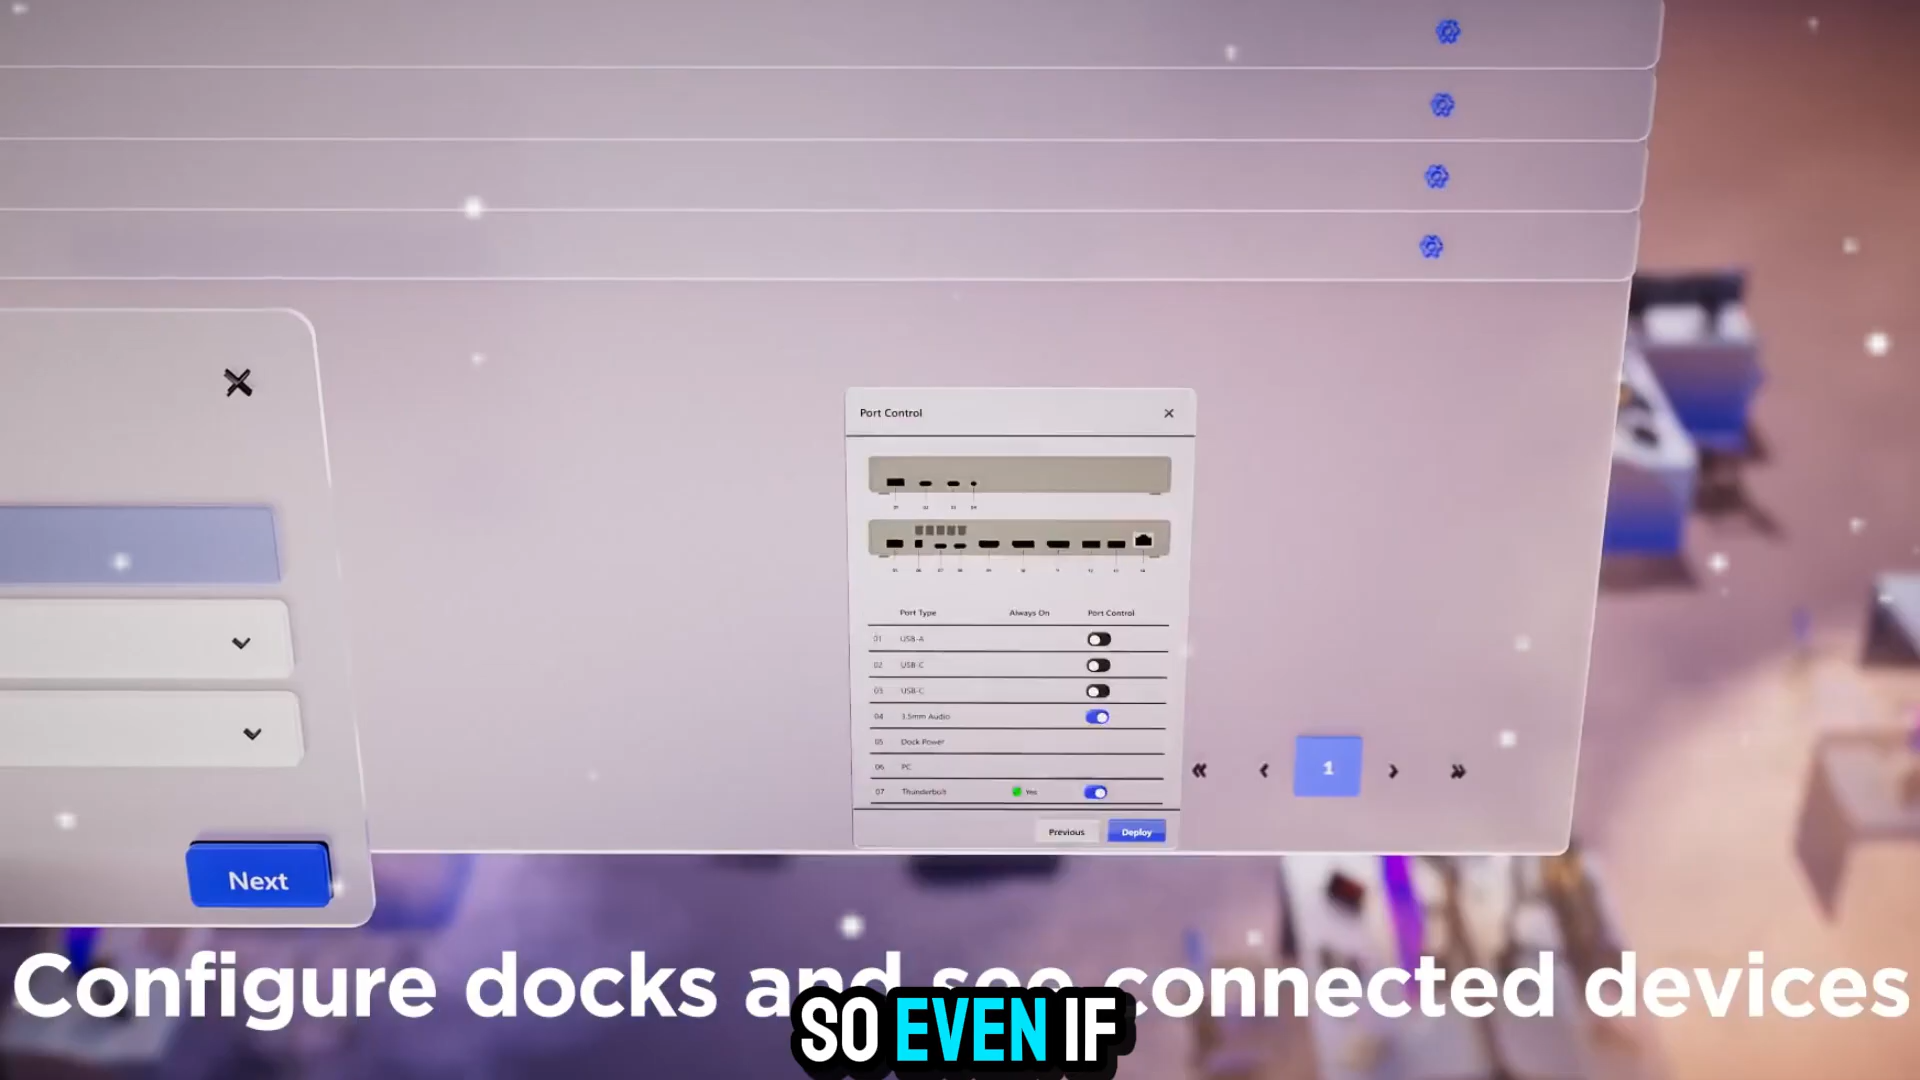 Port Control
Port Type Always On Port Control
01 USB-A
02 USB-C
03 USB-C
04 3.5mm Audio
05 Dock Power
06 PC
07 Thunderbolt Yes
Previous Deploy
1
Next
Configure docks and see connected devices
SO EVEN IF